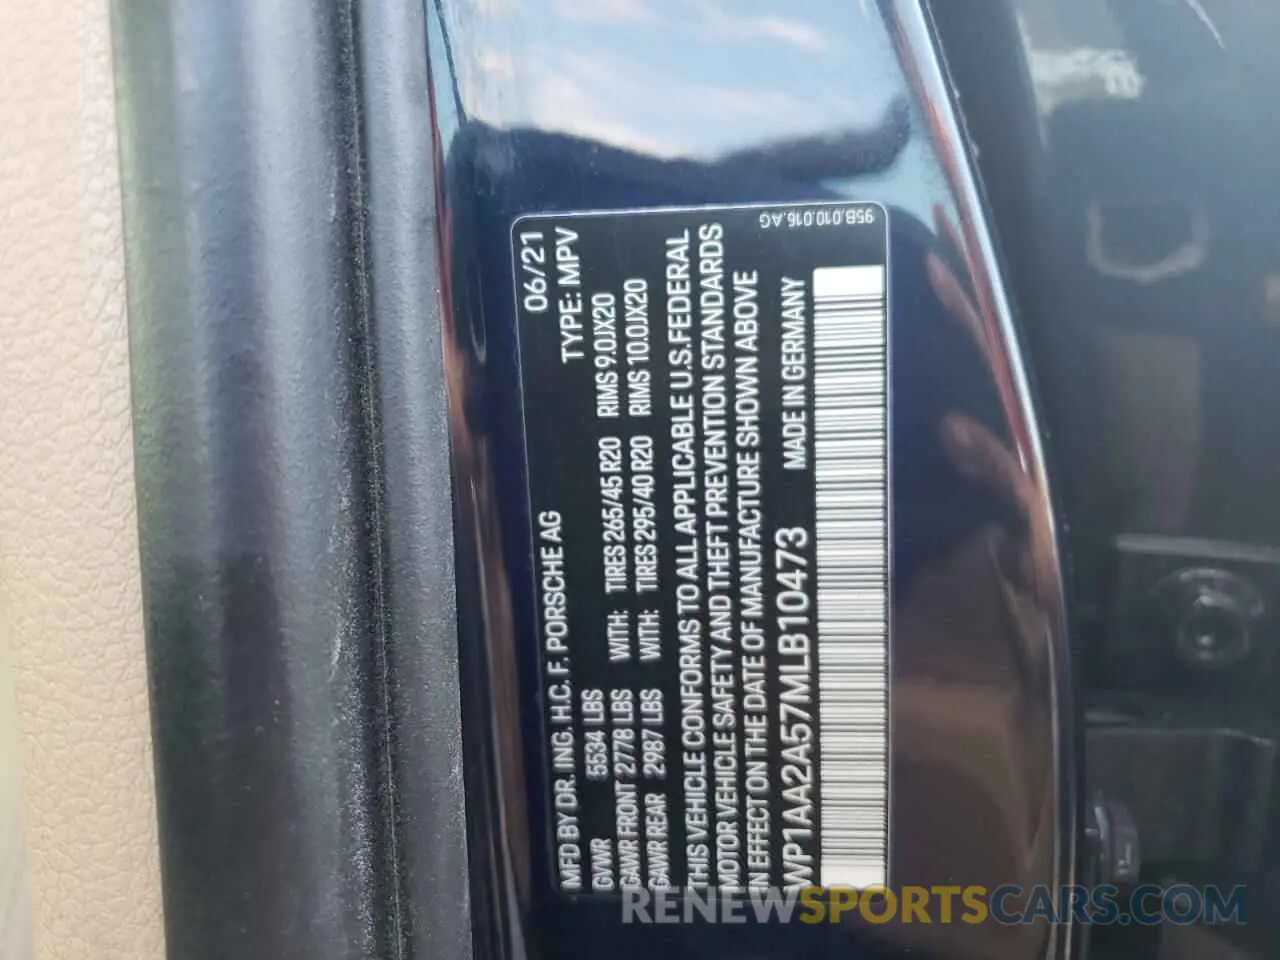 MFD BY DR. ING. H.C. F. PORSCHE AG 06/21
TYPE: MPV
GVWR 5534 LBS
GAWR FRONT 2778 LBS WITH: TIRES 265/45 R20 RIMS 9.0JX20
GAWR REAR 2987 LBS WITH: TIRES 295/40 R20 RIMS 10.0JX20
THIS VEHICLE CONFORMS TO ALL APPLICABLE U.S.FEDERAL
MOTOR VEHICLE SAFETY AND THEFT PREVENTION STANDARDS
IN EFFECT ON THE DATE OF MANUFACTURE SHOWN ABOVE
WP1AA2A57MLB10473 MADE IN GERMANY
95B.010.016.AG
RENEWSPORTSCARS.COM